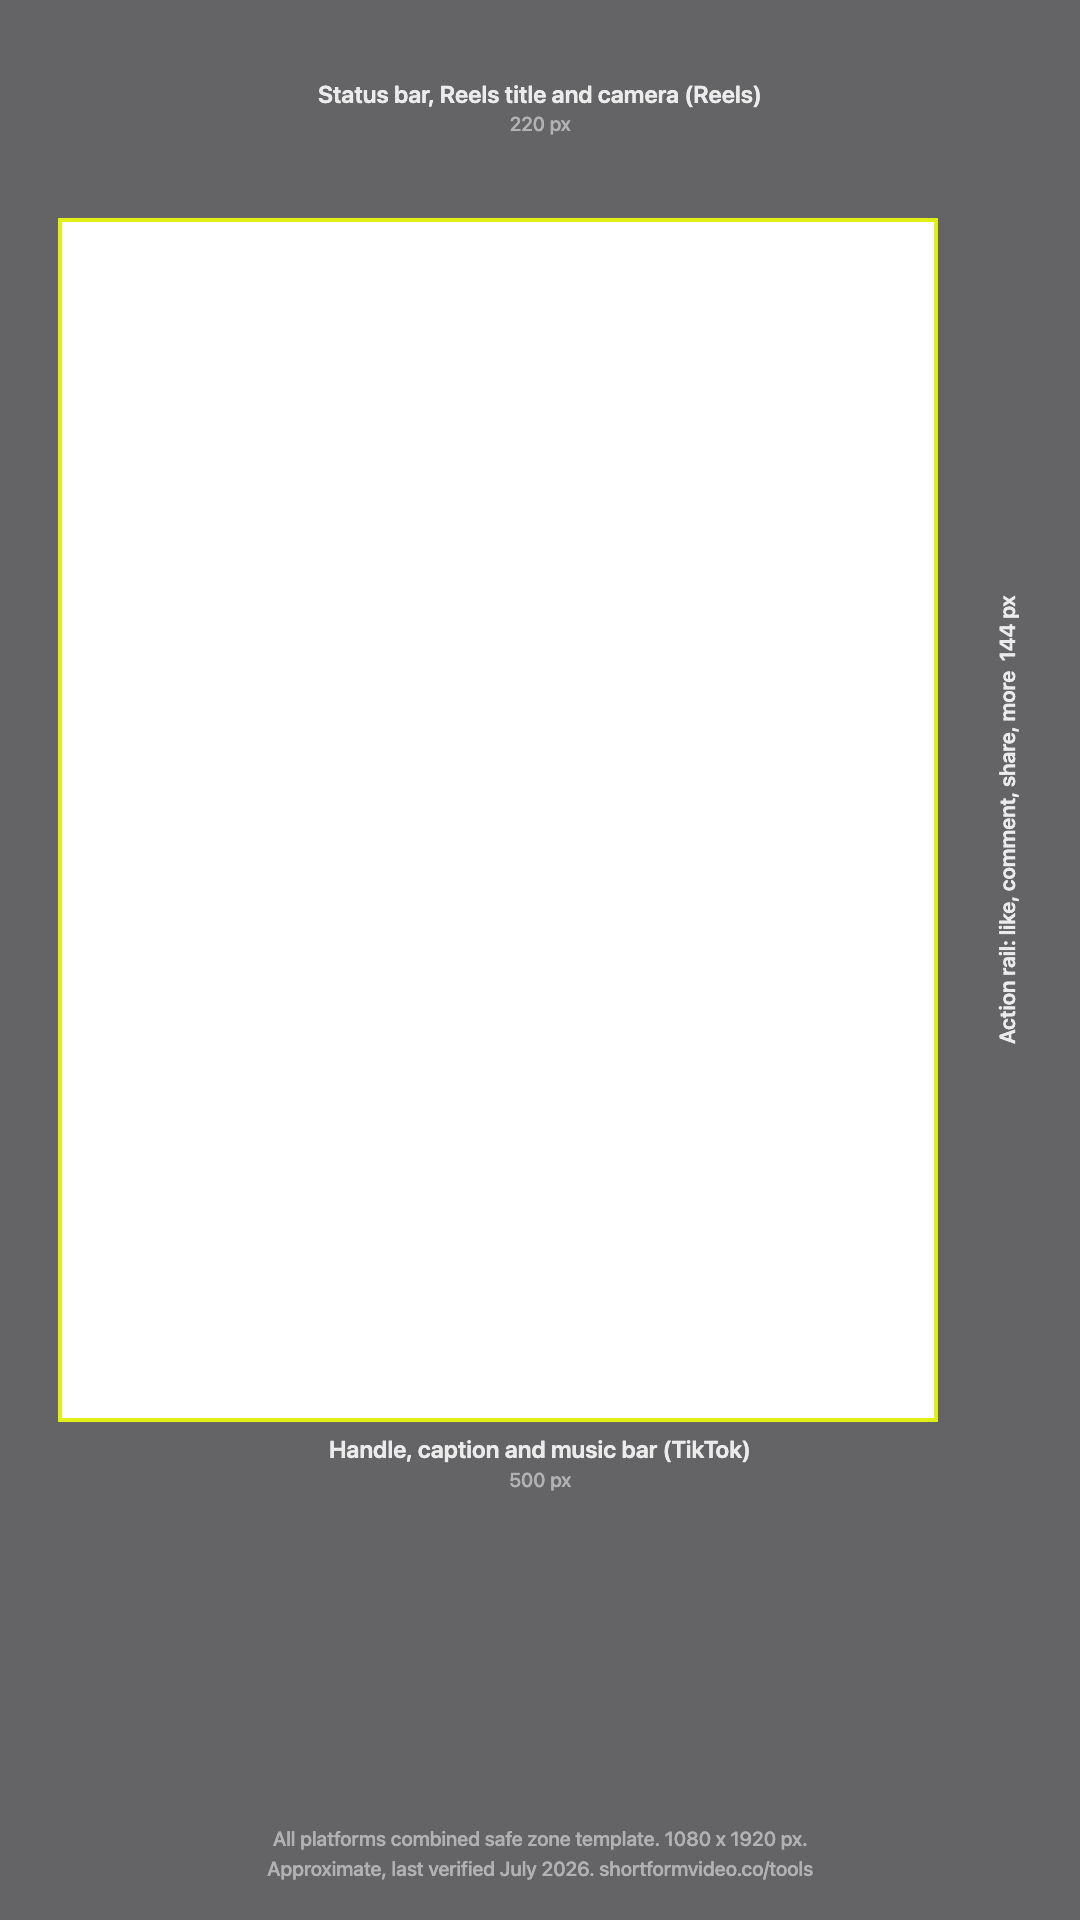 Status bar, Reels title and camera (Reels)
220 px
Action rail: like, comment, share, more 144 px
Handle, caption and music bar (TikTok)
500 px
All platforms combined safe zone template. 1080 x 1920 px.
Approximate, last verified July 2026. shortformvideo.co/tools